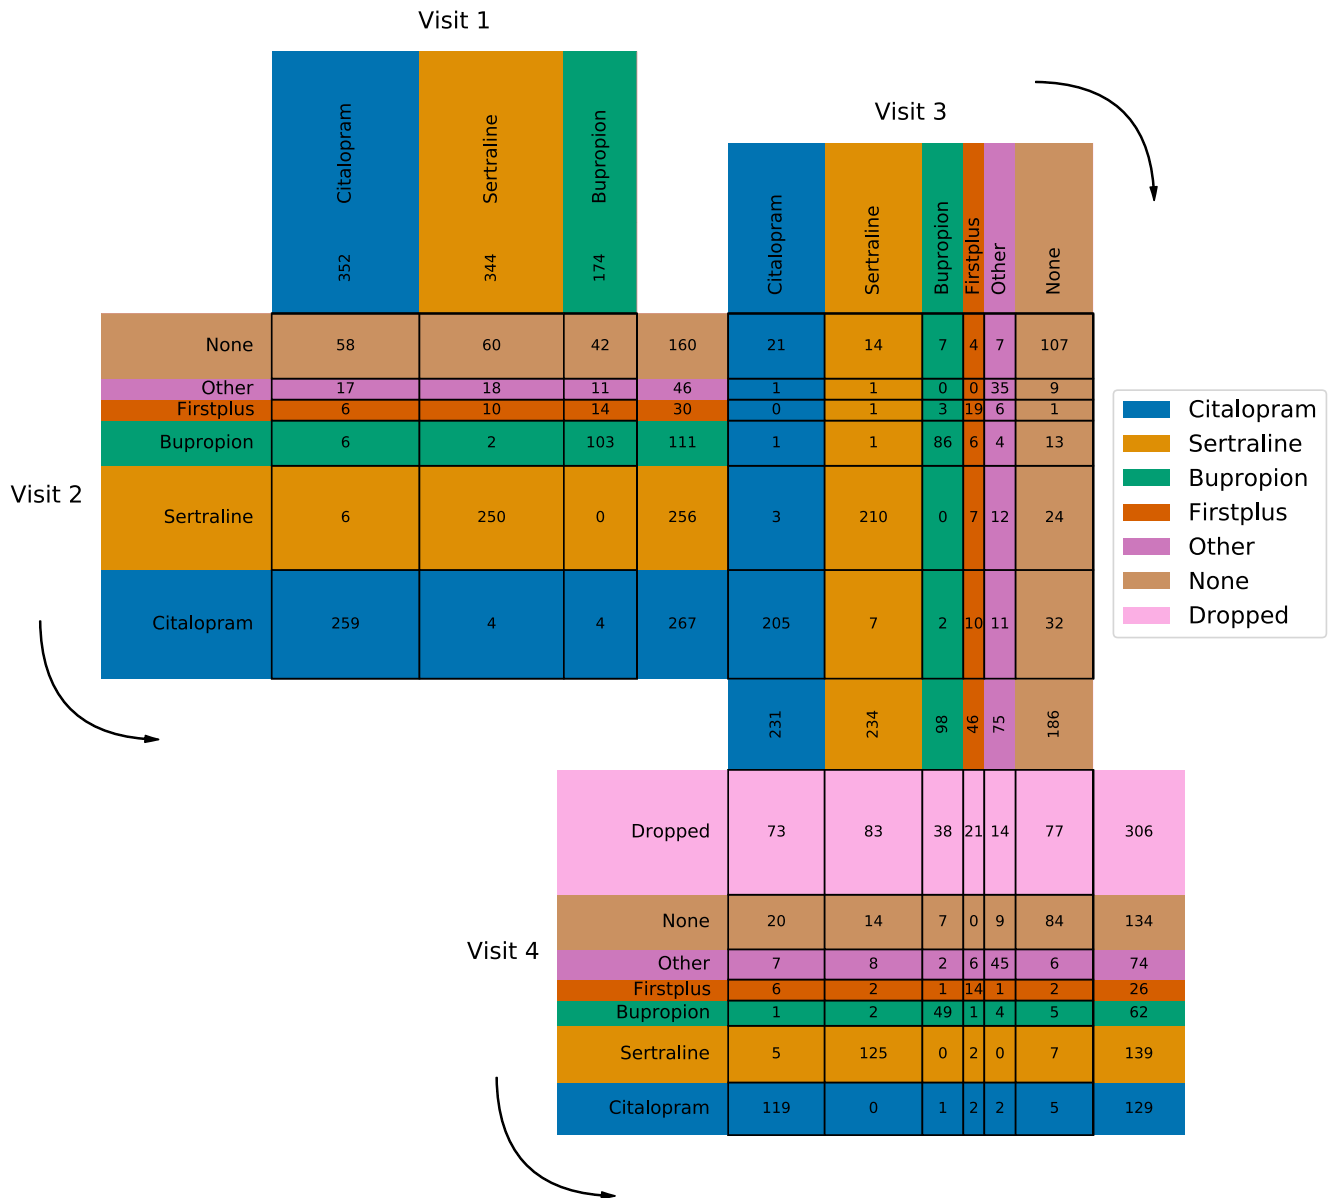 Visit 1
Citalopram
352
Sertraline
344
Bupropion
174
Visit 3
Citalopram
Sertraline
Bupropion
Firstplus
Other
None
Visit 2
None 58 60 42 160 21 14 7 4 7 107
Other 17 18 11 46 1 1 0 0 35 9
Firstplus 6 10 14 30 0 1 3 19 6 1
Bupropion 6 2 103 111 1 1 86 6 4 13
Sertraline 6 250 0 256 3 210 0 7 12 24
Citalopram 259 4 4 267 205 7 2 10 11 32
231 234 98 46 75 186
Citalopram
Sertraline
Bupropion
Firstplus
Other
None
Dropped
Visit 4
Dropped 73 83 38 21 14 77 306
None 20 14 7 0 9 84 134
Other 7 8 2 6 45 6 74
Firstplus 6 2 1 14 1 2 26
Bupropion 1 2 49 1 4 5 62
Sertraline 5 125 0 2 0 7 139
Citalopram 119 0 1 2 2 5 129